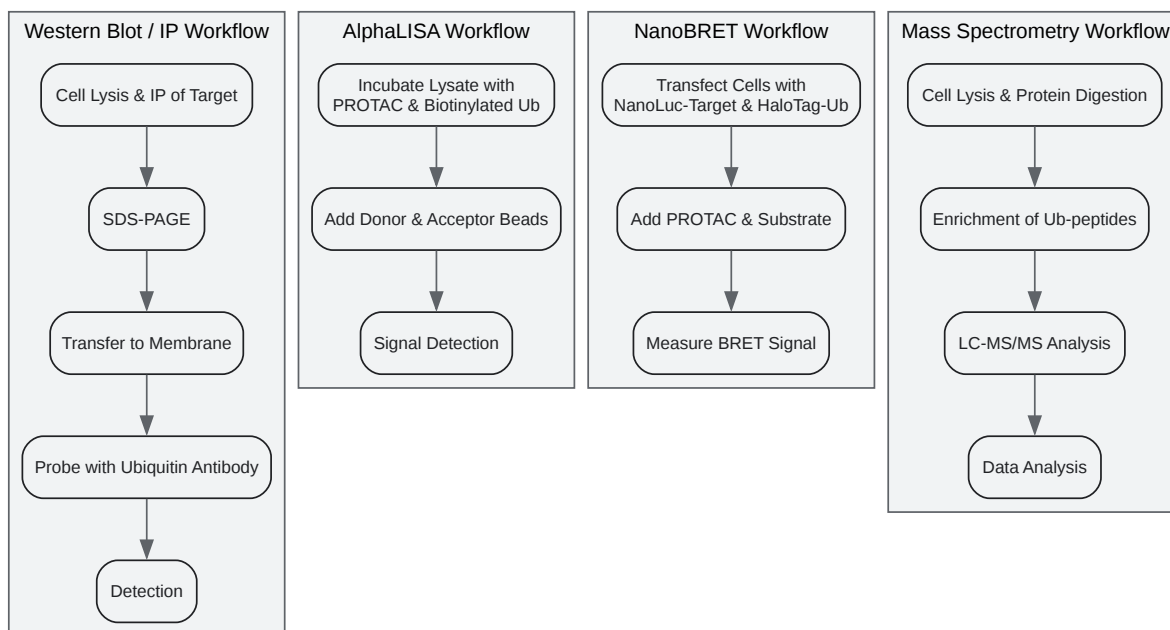 Western Blot / IP Workflow
Cell Lysis & IP of Target
SDS-PAGE
Transfer to Membrane
Probe with Ubiquitin Antibody
Detection
AlphaLISA Workflow
Incubate Lysate with
PROTAC & Biotinylated Ub
Add Donor & Acceptor Beads
Signal Detection
NanoBRET Workflow
Transfect Cells with
NanoLuc-Target & HaloTag-Ub
Add PROTAC & Substrate
Measure BRET Signal
Mass Spectrometry Workflow
Cell Lysis & Protein Digestion
Enrichment of Ub-peptides
LC-MS/MS Analysis
Data Analysis